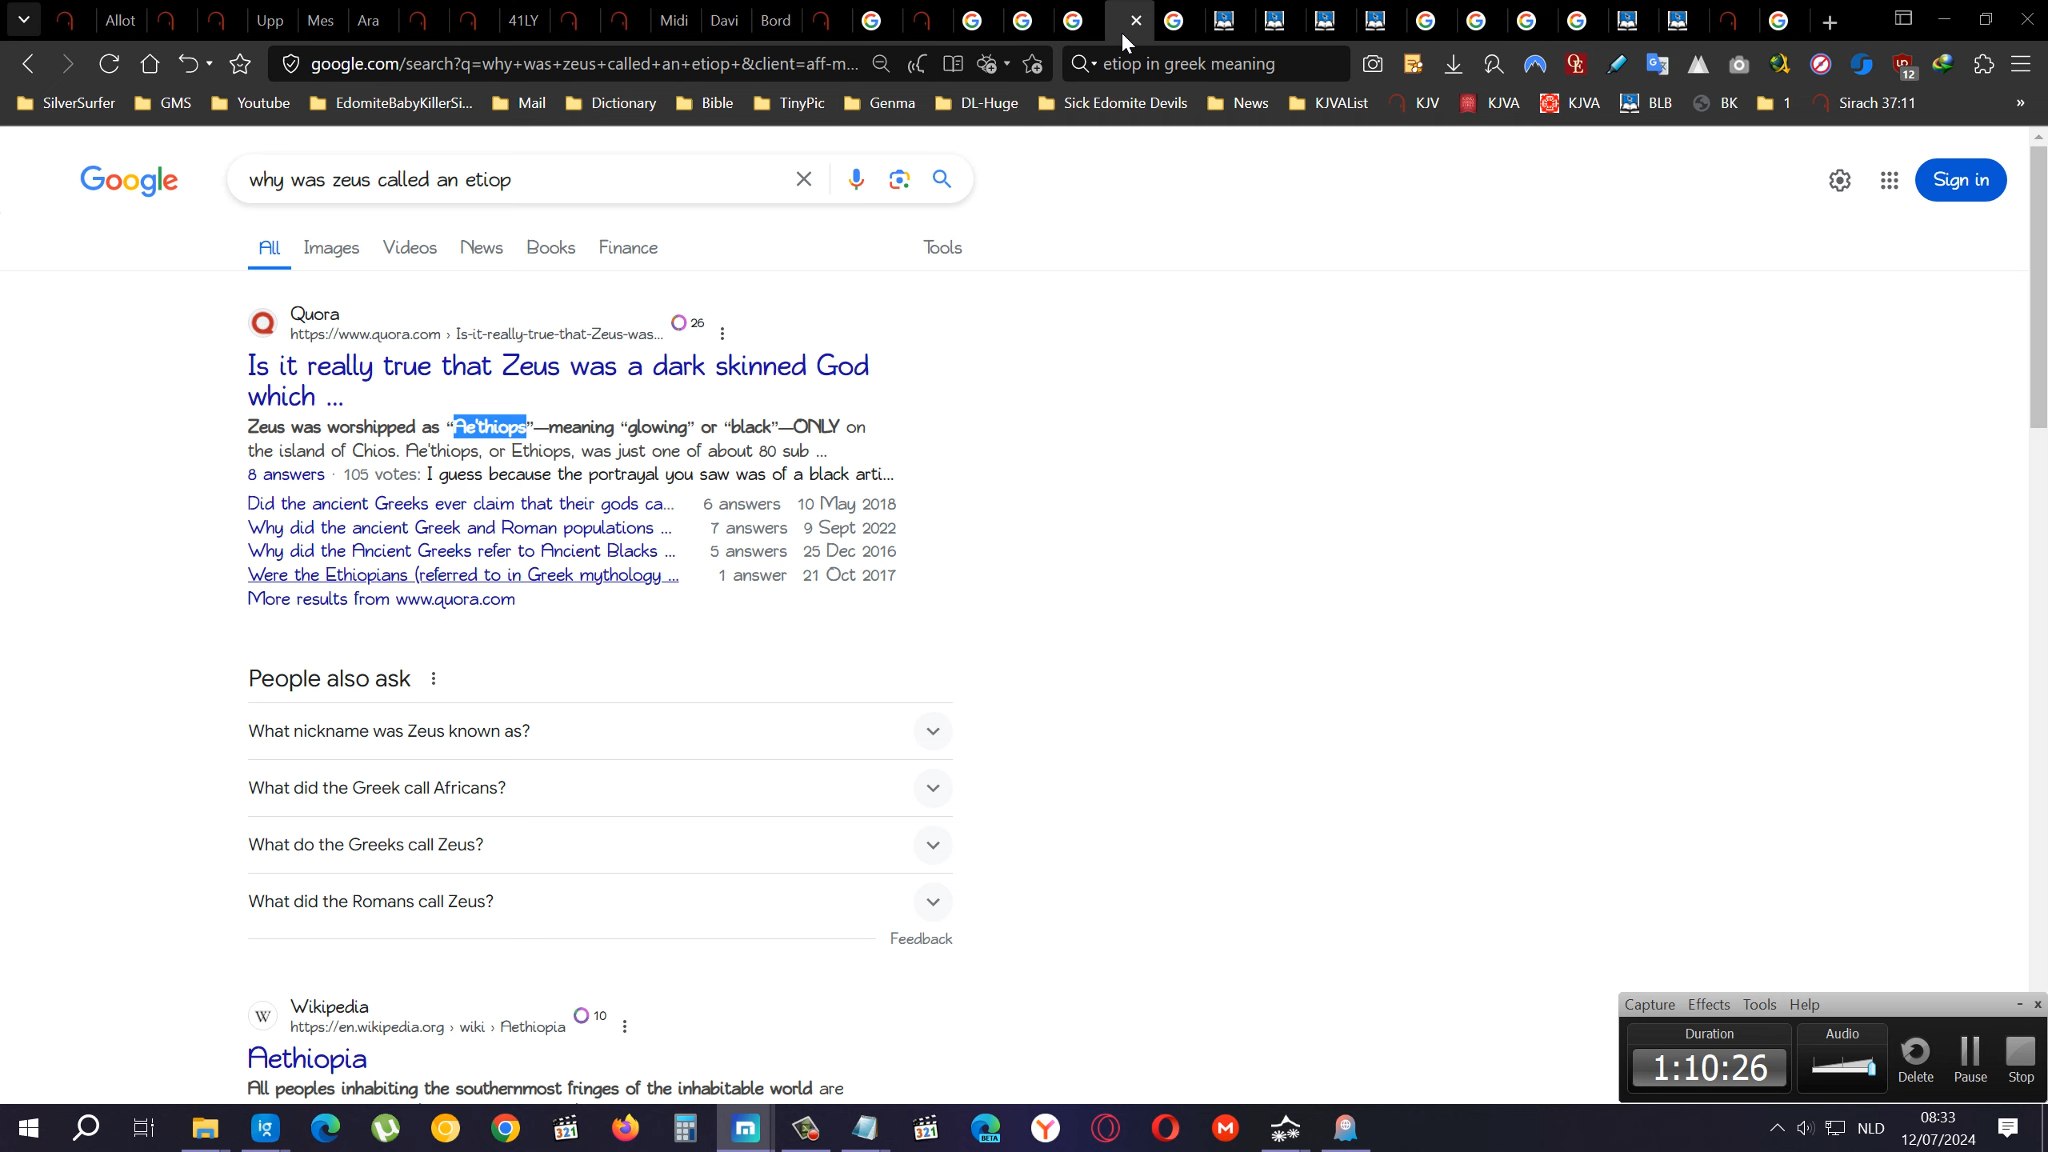 Upp Allot Mes Ara 41LY Midi Davi Bord
google.com/search?q=why+was+zeus+called+an+etiop+&client=aff-m...
etiop in greek meaning
12
SilverSurfer GMS Youtube EdomiteBabyKillerSi... Mail Dictionary Bible TinyPic Genma DL-Huge Sick Edomite Devils News KJVAList KJV KJVA KJVA BLB BK 1 Sirach 37:11 »
Google
why was zeus called an etiop
Sign in
All Images Videos News Books Finance Tools
Quora
https://www.quora.com › Is-it-really-true-that-Zeus-was... 26
Is it really true that Zeus was a dark skinned God
which ...
Zeus was worshipped as “Ae'thiops”—meaning “glowing” or “black”—ONLY on
the island of Chios. Ae'thiops, or Ethiops, was just one of about 80 sub ...
8 answers · 105 votes: I guess because the portrayal you saw was of a black arti...
Did the ancient Greeks ever claim that their gods ca... 6 answers 10 May 2018
Why did the ancient Greek and Roman populations ... 7 answers 9 Sept 2022
Why did the Ancient Greeks refer to Ancient Blacks ... 5 answers 25 Dec 2016
Were the Ethiopians (referred to in Greek mythology ... 1 answer 21 Oct 2017
More results from www.quora.com
People also ask
What nickname was Zeus known as?
What did the Greek call Africans?
What do the Greeks call Zeus?
What did the Romans call Zeus?
Feedback
Wikipedia
https://en.wikipedia.org › wiki › Aethiopia 10
Aethiopia
All peoples inhabiting the southernmost fringes of the inhabitable world are
Capture Effects Tools Help
Duration Audio
1:10:26
Delete Pause Stop
NLD
08:33
12/07/2024